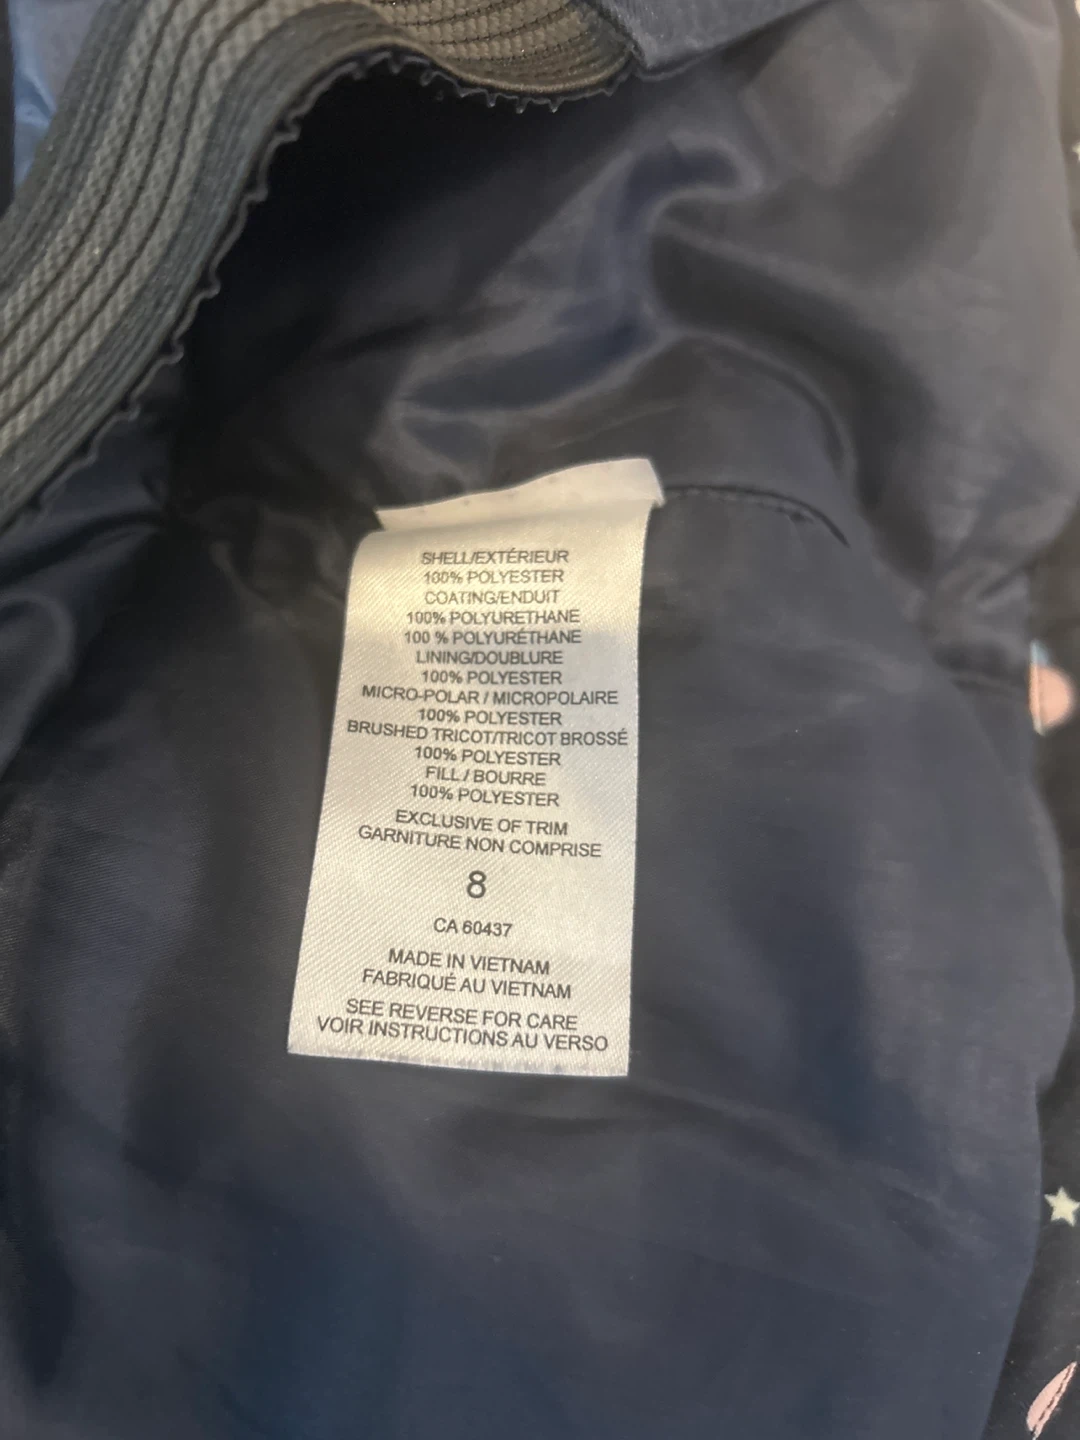 SHELL/EXTÉRIEUR
100% POLYESTER
COATING/ENDUIT
100% POLYURETHANE
100 % POLYURÉTHANE
LINING/DOUBLURE
100% POLYESTER
MICRO-POLAR / MICROPOLAIRE
100% POLYESTER
BRUSHED TRICOT/TRICOT BROSSÉ
100% POLYESTER
FILL / BOURRE
100% POLYESTER
EXCLUSIVE OF TRIM
GARNITURE NON COMPRISE
8
CA 60437
MADE IN VIETNAM
FABRIQUÉ AU VIETNAM
SEE REVERSE FOR CARE
VOIR INSTRUCTIONS AU VERSO